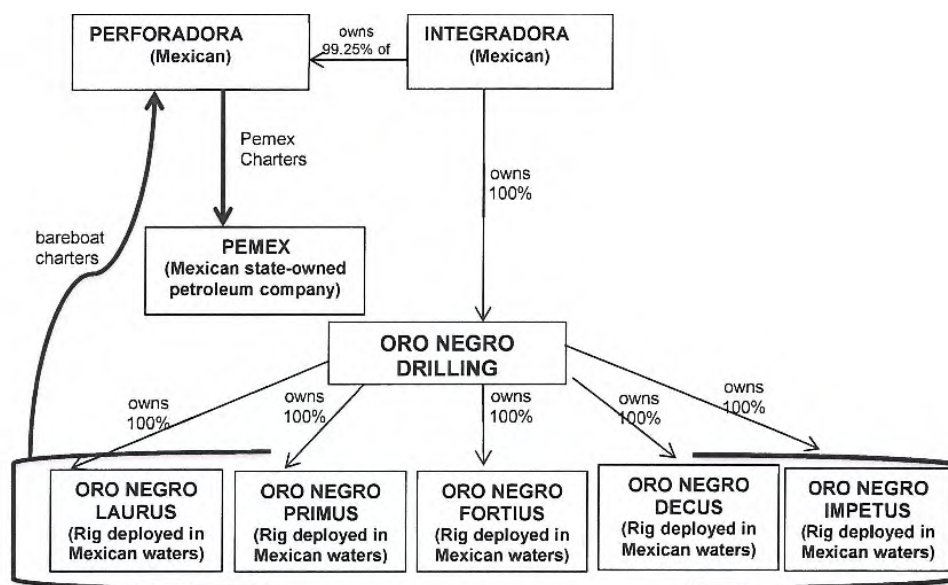 PERFORADORA
(Mexican)
owns
99.25% of
INTEGRADORA
(Mexican)
Pemex
Charters
owns
100%
bareboat
charters
PEMEX
(Mexican state-owned
petroleum company)
ORO NEGRO
DRILLING
owns
100%
owns
100%
owns
100%
owns
100%
owns
100%
ORO NEGRO
LAURUS
(Rig deployed in
Mexican waters)
ORO NEGRO
PRIMUS
(Rig deployed in
Mexican waters)
ORO NEGRO
FORTIUS
(Rig deployed in
Mexican waters)
ORO NEGRO
DECUS
(Rig deployed in
Mexican waters)
ORO NEGRO
IMPETUS
(Rig deployed in
Mexican waters)